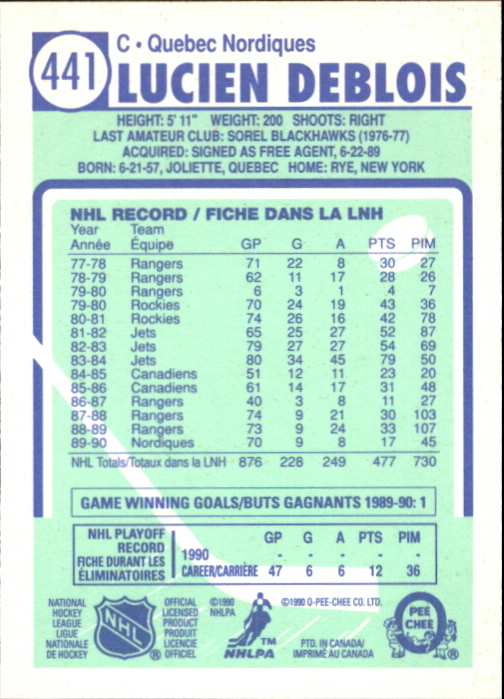 441
C • Quebec Nordiques
LUCIEN DEBLOIS
HEIGHT: 5' 11" WEIGHT: 200 SHOOTS: RIGHT
LAST AMATEUR CLUB: SOREL BLACKHAWKS (1976-77)
ACQUIRED: SIGNED AS FREE AGENT, 6-22-89
BORN: 6-21-57, JOLIETTE, QUEBEC HOME: RYE, NEW YORK
NHL RECORD / FICHE DANS LA LNH
Year Team
Année Équipe GP G A PTS PIM
77-78 Rangers 71 22 8 30 27
78-79 Rangers 62 11 17 28 26
79-80 Rangers 6 3 1 4 7
79-80 Rockies 70 24 19 43 36
80-81 Rockies 74 26 16 42 78
81-82 Jets 65 25 27 52 87
82-83 Jets 79 27 27 54 69
83-84 Jets 80 34 45 79 50
84-85 Canadiens 51 12 11 23 20
85-86 Canadiens 61 14 17 31 48
86-87 Rangers 40 3 8 11 27
87-88 Rangers 74 9 21 30 103
88-89 Rangers 73 9 24 33 107
89-90 Nordiques 70 9 8 17 45
NHL Totals/Totaux dans la LNH 876 228 249 477 730
GAME WINNING GOALS/BUTS GAGNANTS 1989-90: 1
NHL PLAYOFF
RECORD
FICHE DURANT LES
ÉLIMINATOIRES
GP G A PTS PIM
1990 - - - - -
CAREER/CARRIÈRE 47 6 6 12 36
NATIONAL
HOCKEY
LEAGUE
LIGUE
NATIONALE
DE HOCKEY
NHL ®
OFFICIAL
LICENSED
PRODUCT
PRODUIT
LICENCIE
OFFICIEL
©1990
NHLPA
TM
NHLPA
©1990 O-PEE-CHEE CO. LTD.
PTD. IN CANADA/
IMPRIMÉ AU CANADA
O
PEE
CHEE
®